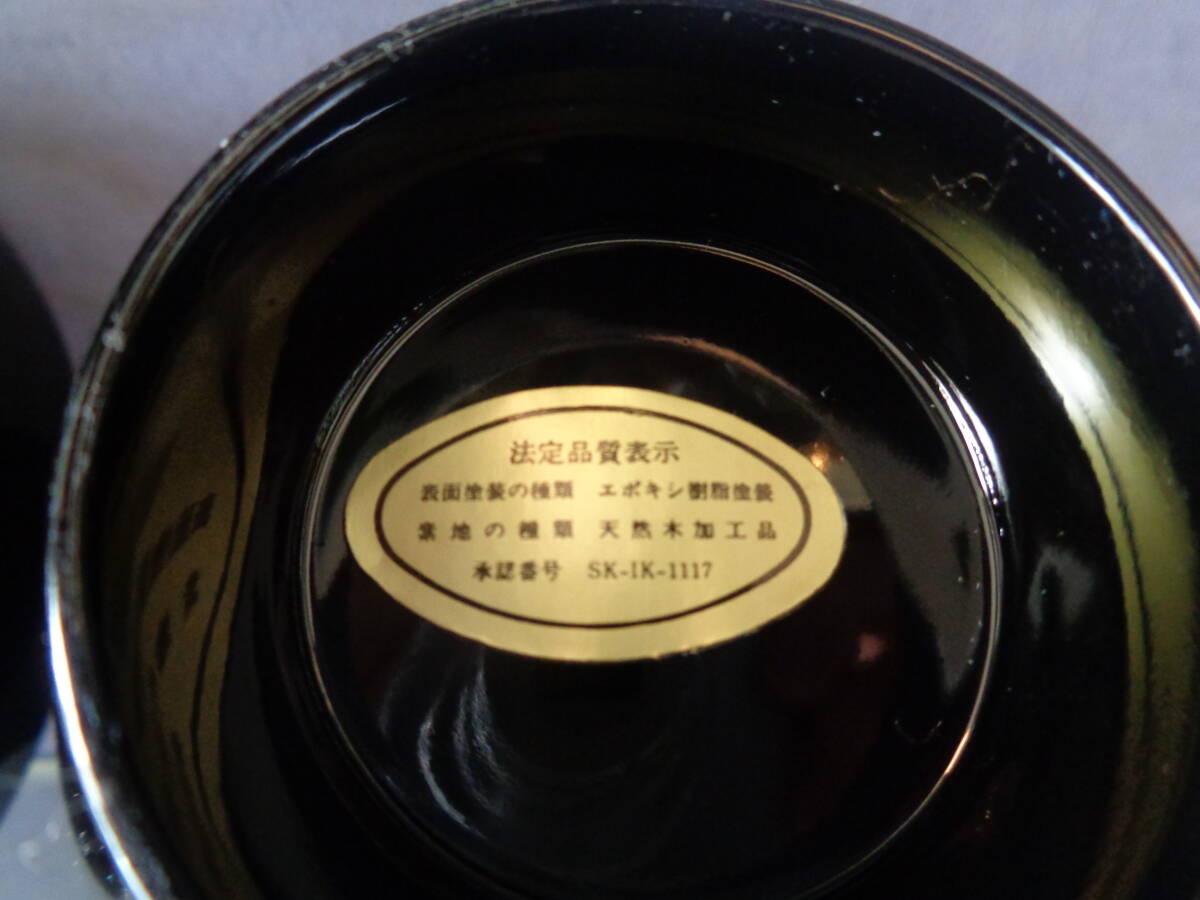 法定品質表示
表面塗装の種類 エポキシ樹脂塗装
素地の種類 天然木加工品
承認番号 SK-IK-1117